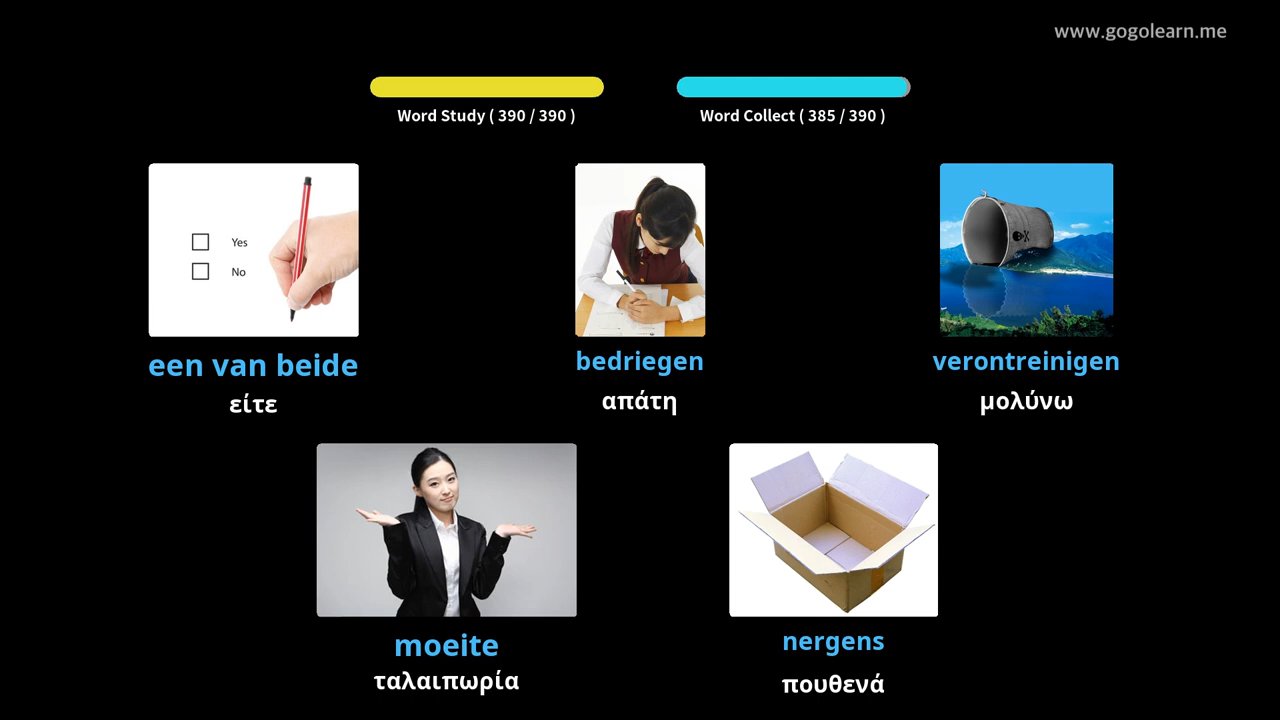 www.gogolearn.me
Word Study ( 390 / 390 )
Word Collect ( 385 / 390 )
Yes
No
een van beide
είτε
bedriegen
απάτη
verontreinigen
μολύνω
moeite
ταλαιπωρία
nergens
πουθενά